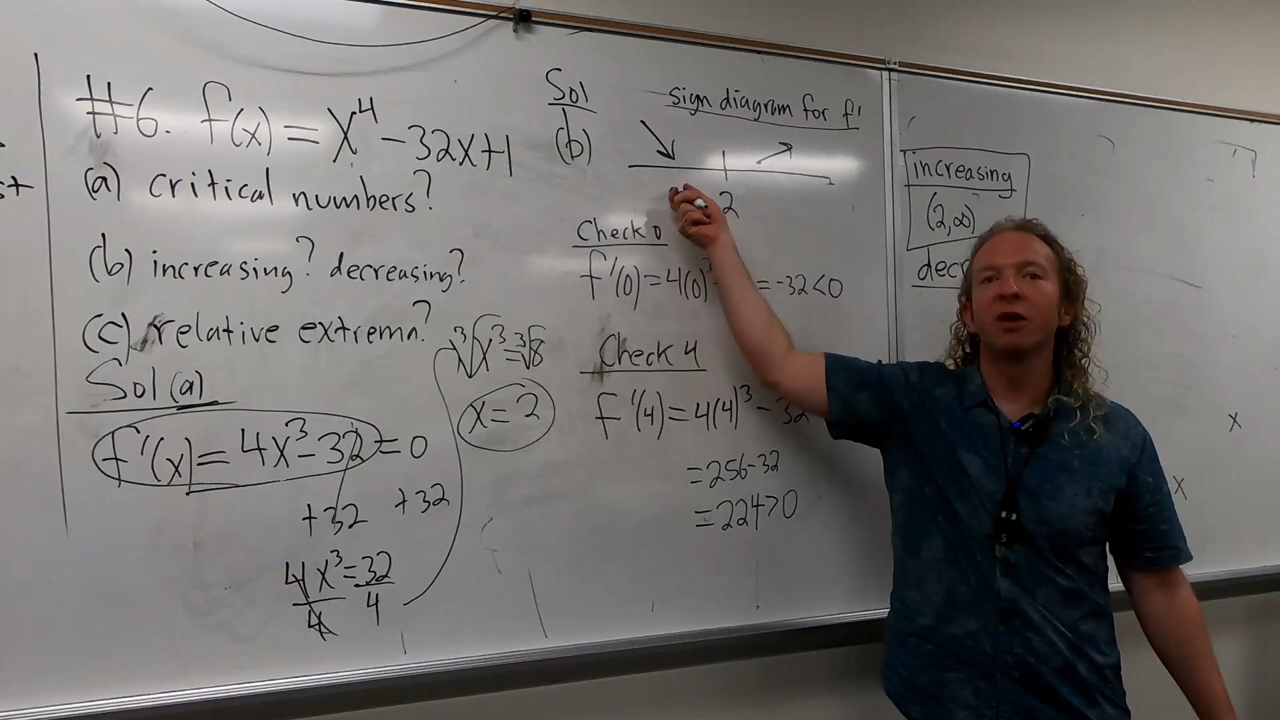 #6. f(x) = x⁴ - 32x+1
(a) critical numbers?
(b) increasing? decreasing?
(c) relative extrema?
Sol (a)
f'(x) = 4x³ - 32 = 0
+32 +32
4x³ = 32
4 4
³√x³ = ³√8
x = 2
Sol
(b)
sign diagram for f'
2
Check 0
f'(0) = 4(0)³ = -32 < 0
Check 4
f'(4) = 4(4)³ - 32
= 256 - 32
= 224 > 0
increasing
(2,∞)
x
x